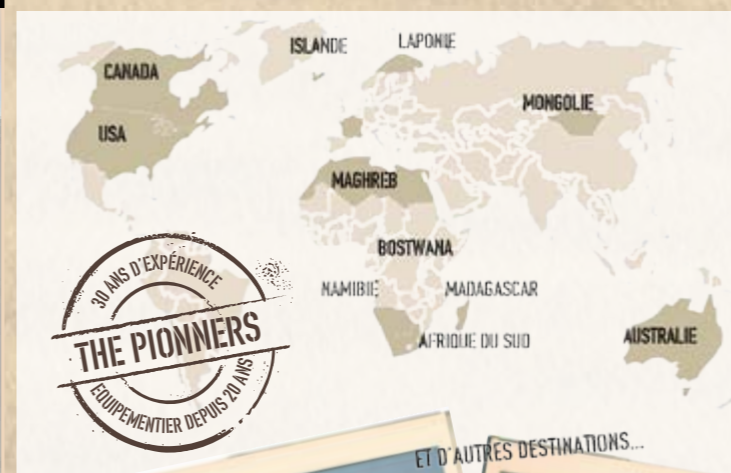 ISLANDE
LAPONIE
CANADA
MONGOLIE
USA
MAGHREB
BOSTWANA
NAMIBIE
MADAGASCAR
AFRIQUE DU SUD
AUSTRALIE
30 ANS D'EXPÉRIENCE
THE PIONNERS
EQUIPEMENTIER DEPUIS 20 ANS
ET D'AUTRES DESTINATIONS...